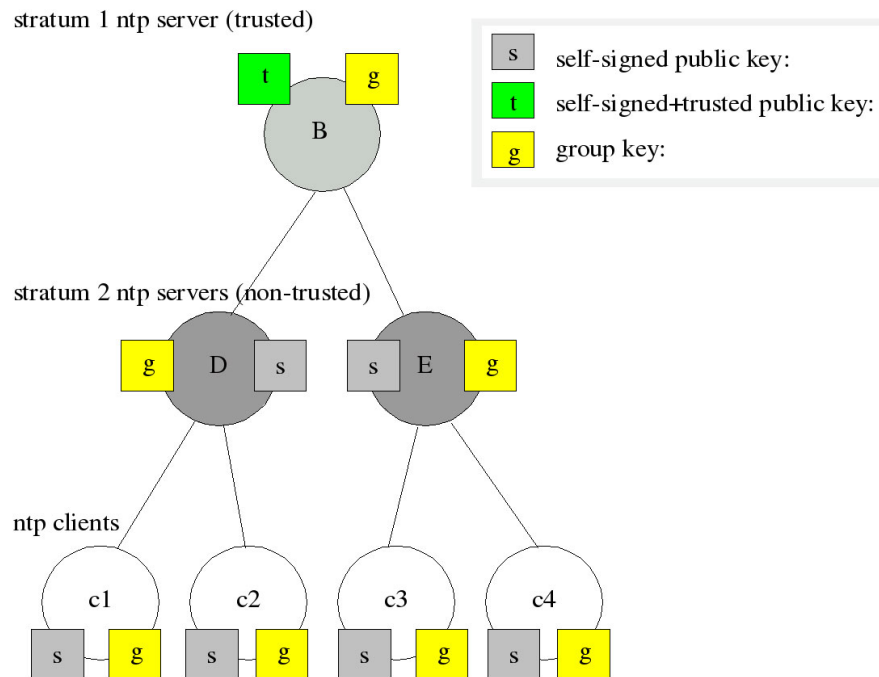 stratum 1 ntp server (trusted)
s self-signed public key:
t self-signed+trusted public key:
g group key:
t g
B
stratum 2 ntp servers (non-trusted)
g D s s E g
ntp clients
c1 c2 c3 c4
s g s g s g s g